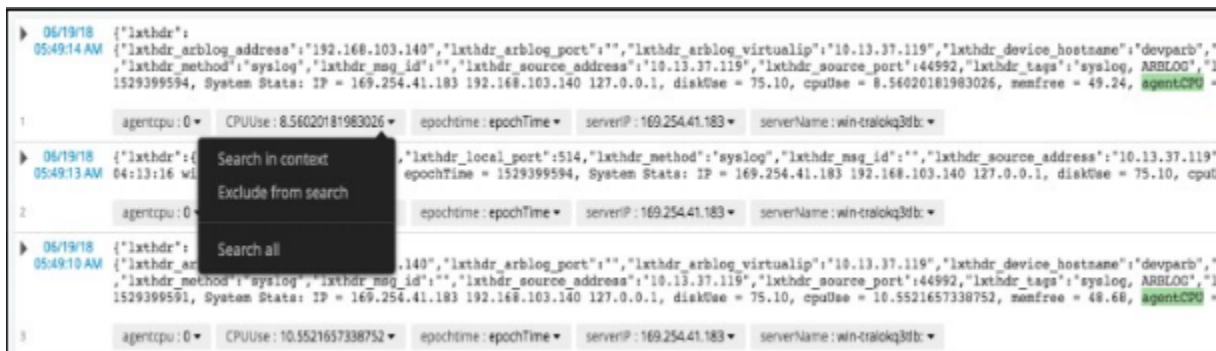 06/19/18 {"lxthdr":
05:49:14 AM {"lxthdr_arblog_address":"192.168.103.140","lxthdr_arblog_port":"","lxthdr_arblog_virtualip":"10.13.37.119","lxthdr_device_hostname":"devparb","
,"lxthdr_method":"syslog","lxthdr_msg_id":"","lxthdr_source_address":"10.13.37.119","lxthdr_source_port":44992,"lxthdr_tags":"syslog, ARBLOG","l
1529399594, System Stats: IP = 169.254.41.183 192.168.103.140 127.0.0.1, diskUse = 75.10, cpuUse = 8.56020181983026, memfree = 49.24, agentCPU =
1 agentcpu : 0 CPUUse : 8.56020181983026 epochtime : epochTime serverIP : 169.254.41.183 serverName : win-tralokq3tlb:
Search in context
Exclude from search
Search all
06/19/18 {"lxthdr":{ ,"lxthdr_local_port":514,"lxthdr_method":"syslog","lxthdr_msg_id":"","lxthdr_source_address":"10.13.37.119"
05:49:13 AM 04:13:16 wi epochTime = 1529399594, System Stats: IP = 169.254.41.183 192.168.103.140 127.0.0.1, diskUse = 75.10, cpuU
2 agentcpu : 0 epochtime : epochTime serverIP : 169.254.41.183 serverName : win-tralokq3tlb:
06/19/18 {"lxthdr":
05:49:10 AM {"lxthdr_ar .140","lxthdr_arblog_port":"","lxthdr_arblog_virtualip":"10.13.37.119","lxthdr_device_hostname":"devparb","
,"lxthdr_method":"syslog","lxthdr_msg_id":"","lxthdr_source_address":"10.13.37.119","lxthdr_source_port":44992,"lxthdr_tags":"syslog, ARBLOG","l
1529399591, System Stats: IP = 169.254.41.183 192.168.103.140 127.0.0.1, diskUse = 75.10, cpuUse = 10.5521657338752, memfree = 48.68, agentCPU =
3 agentcpu : 0 CPUUse : 10.5521657338752 epochtime : epochTime serverIP : 169.254.41.183 serverName : win-tralokq3tlb: